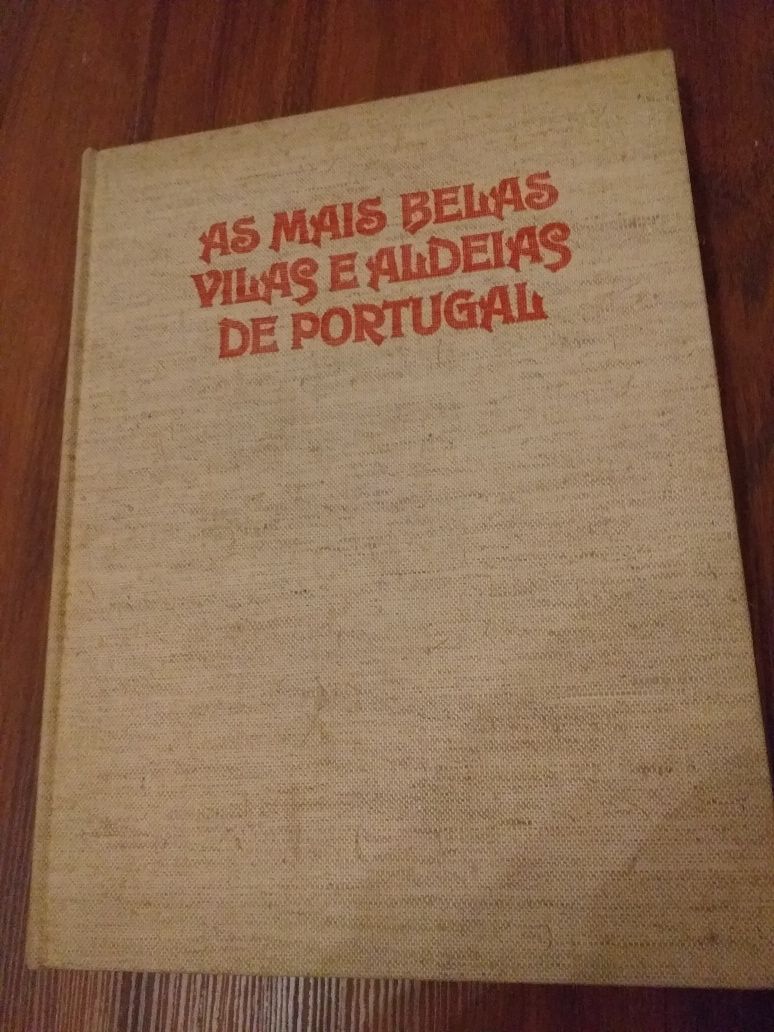 AS MAIS BELAS
VILAS E ALDEIAS
DE PORTUGAL